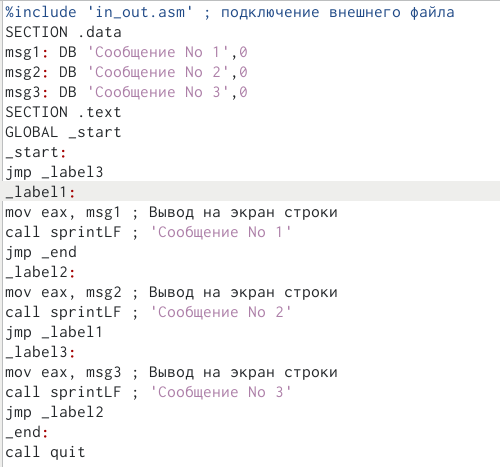 %include 'in_out.asm' ; подключение внешнего файла
SECTION .data
msg1: DB 'Сообщение No 1',0
msg2: DB 'Сообщение No 2',0
msg3: DB 'Сообщение No 3',0
SECTION .text
GLOBAL _start
_start:
jmp _label3
_label1:
mov eax, msg1 ; Вывод на экран строки
call sprintLF ; 'Сообщение No 1'
jmp _end
_label2:
mov eax, msg2 ; Вывод на экран строки
call sprintLF ; 'Сообщение No 2'
jmp _label1
_label3:
mov eax, msg3 ; Вывод на экран строки
call sprintLF ; 'Сообщение No 3'
jmp _label2
_end:
call quit